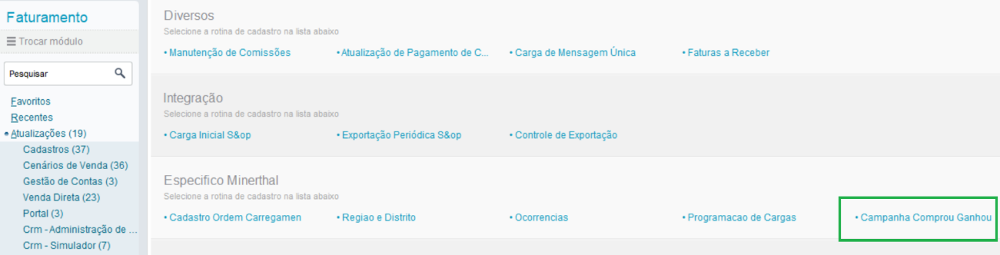 Faturamento
Trocar módulo
Pesquisar
Favoritos
Recentes
Atualizações (19)
Cadastros (37)
Cenários de Venda (36)
Gestão de Contas (3)
Venda Direta (23)
Portal (3)
Crm - Administração de ...
Crm - Simulador (7)
Diversos
Selecione a rotina de cadastro na lista abaixo
• Manutenção de Comissões • Atualização de Pagamento de C... • Carga de Mensagem Única • Faturas a Receber
Integração
Selecione a rotina de cadastro na lista abaixo
• Carga Inicial S&op • Exportação Periódica S&op • Controle de Exportação
Especifico Minerthal
Selecione a rotina de cadastro na lista abaixo
• Cadastro Ordem Carregamen • Regiao e Distrito • Ocorrencias • Programacao de Cargas • Campanha Comprou Ganhou